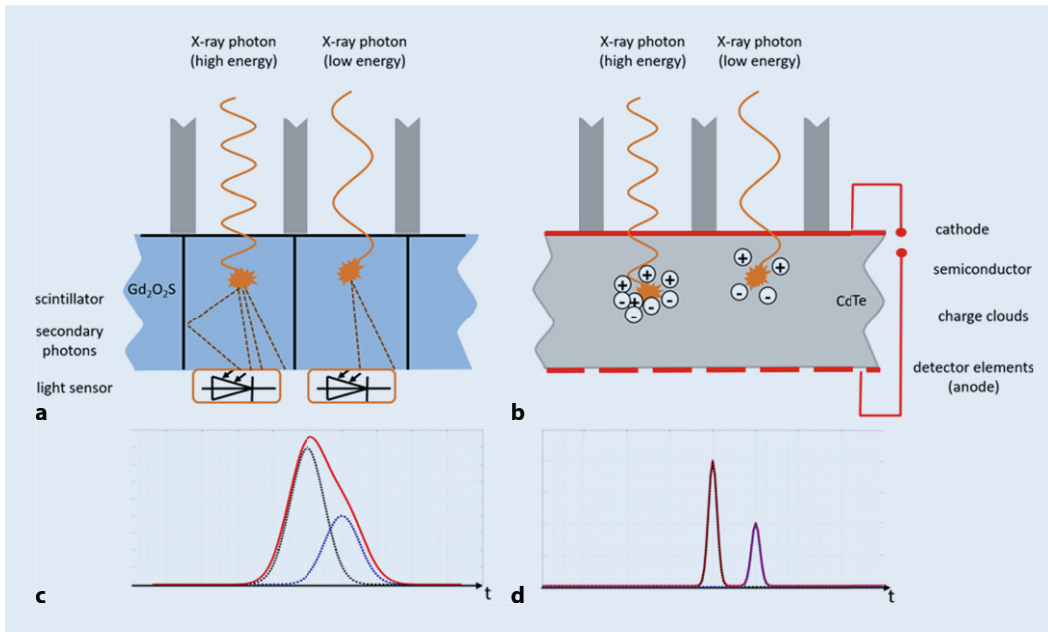 X-ray photon
(high energy)
X-ray photon
(low energy)
Gd₂O₂S
scintillator
secondary
photons
light sensor
a
X-ray photon
(high energy)
X-ray photon
(low energy)
+
+
+
-
+
-
-
-
+
+
-
-
CdTe
cathode
semiconductor
charge clouds
detector elements
(anode)
b
c
t
d
t